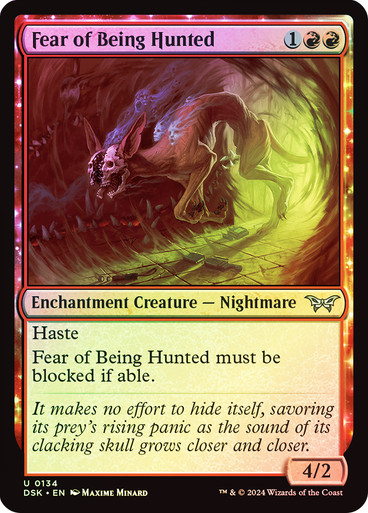 Fear of Being Hunted 1
Enchantment Creature — Nightmare
Haste
Fear of Being Hunted must be
blocked if able.
It makes no effort to hide itself, savoring
its prey's rising panic as the sound of its
clacking skull grows closer and closer.
4/2
U 0134
DSK • EN Maxime Minard
™ & © 2024 Wizards of the Coast